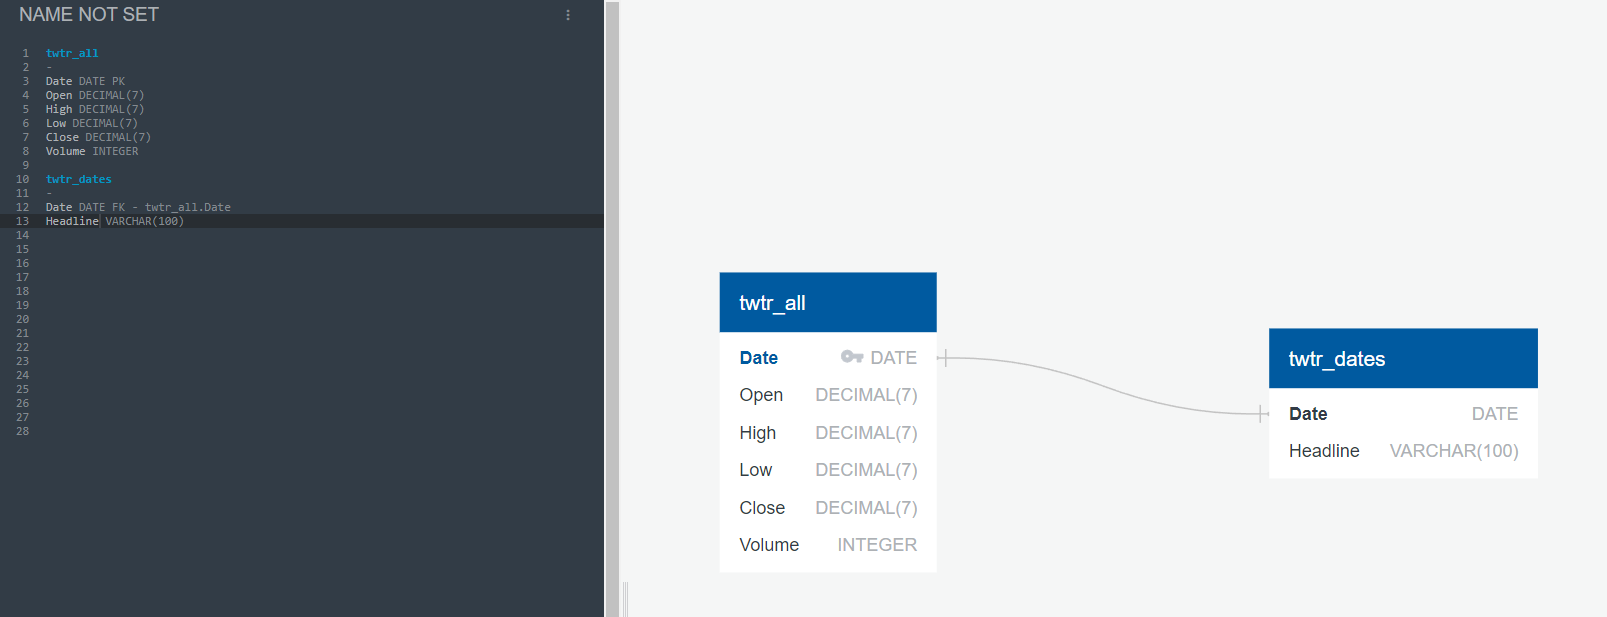 NAME NOT SET
1 twtr_all
2 -
3 Date DATE PK
4 Open DECIMAL(7)
5 High DECIMAL(7)
6 Low DECIMAL(7)
7 Close DECIMAL(7)
8 Volume INTEGER
9
10 twtr_dates
11 -
12 Date DATE FK - twtr_all.Date
13 Headline VARCHAR(100)
14
15
16
17
18
19
20
21
22
23
24
25
26
27
28
twtr_all
Date DATE
Open DECIMAL(7)
High DECIMAL(7)
Low DECIMAL(7)
Close DECIMAL(7)
Volume INTEGER
twtr_dates
Date DATE
Headline VARCHAR(100)